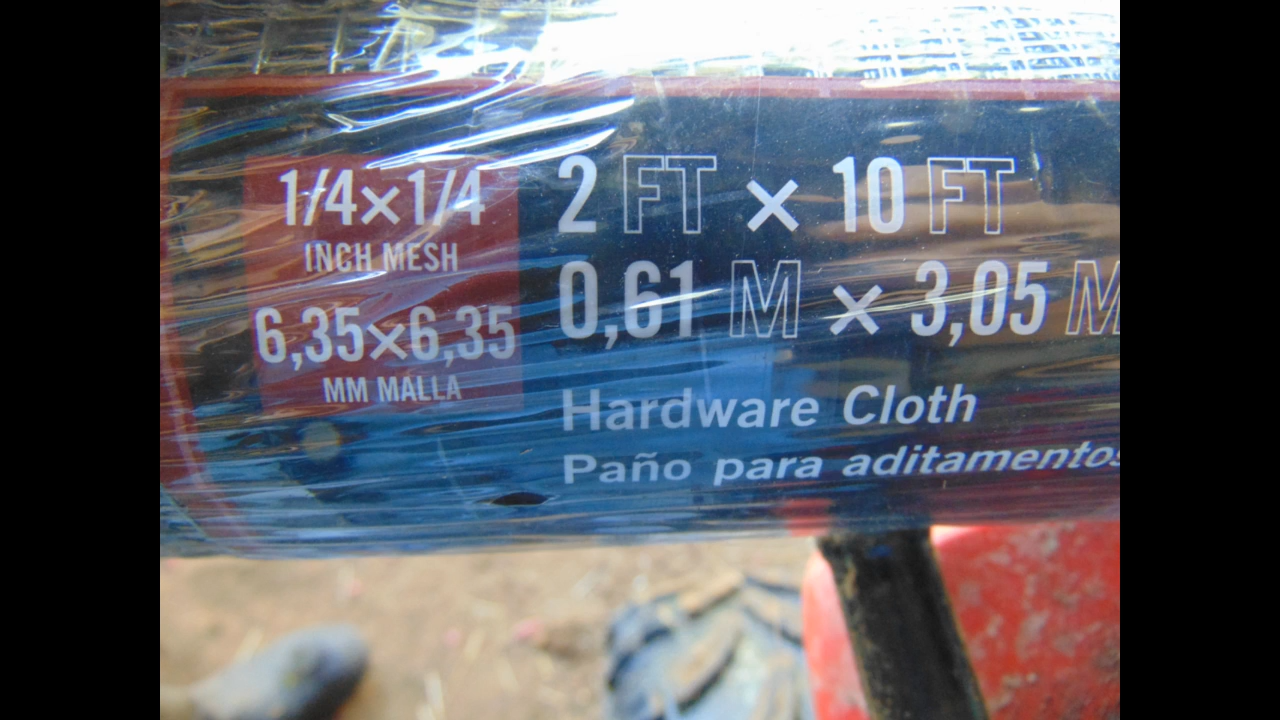 1/4×1/4
INCH MESH
6,35×6,35
MM MALLA
2 FT × 10 FT
0,61 M × 3,05 M
Hardware Cloth
Paño para aditamentos